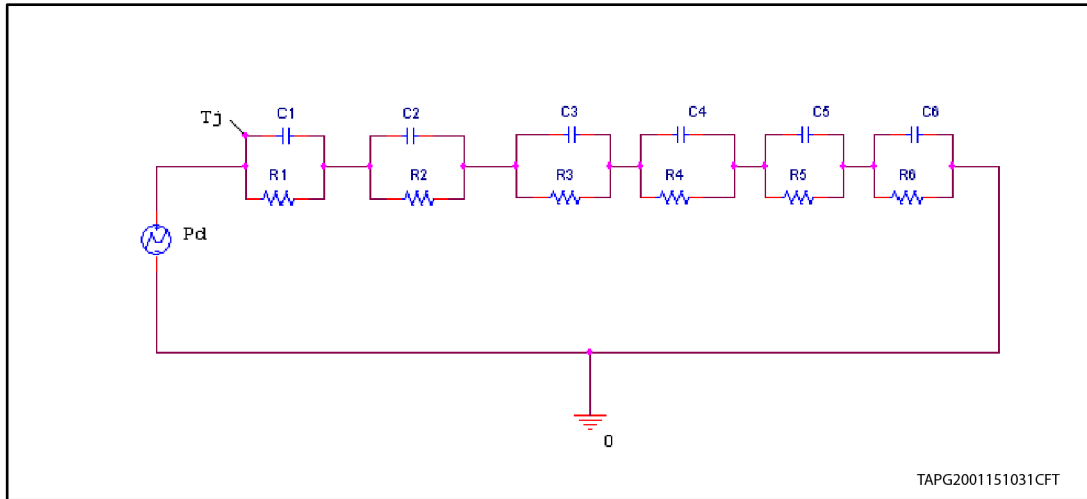 Tj
C1 C2 C3 C4 C5 C6
R1 R2 R3 R4 R5 R6
Pd
0
TAPG2001151031CFT